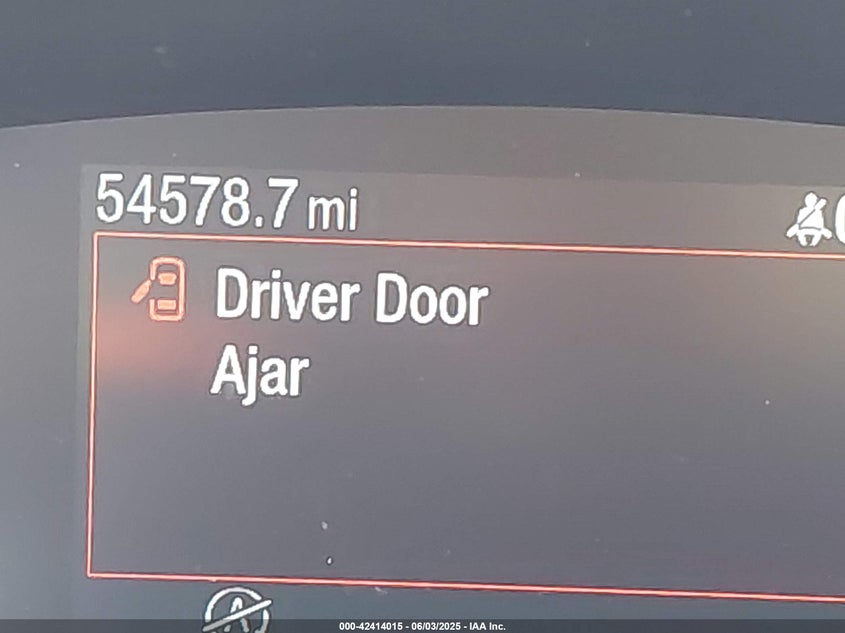 54578.7 mi
Driver Door
Ajar
000-42414015 - 06/03/2025 - IAA Inc.